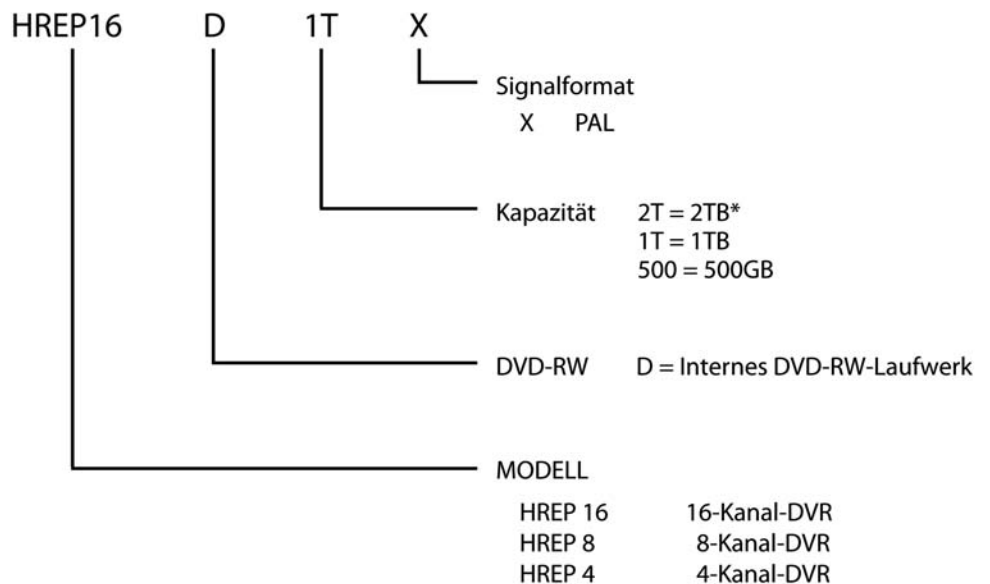 HREP16 D 1T X
Signalformat
X PAL
Kapazität 2T = 2TB*
1T = 1TB
500 = 500GB
DVD-RW D = Internes DVD-RW-Laufwerk
MODELL
HREP 16 16-Kanal-DVR
HREP 8 8-Kanal-DVR
HREP 4 4-Kanal-DVR